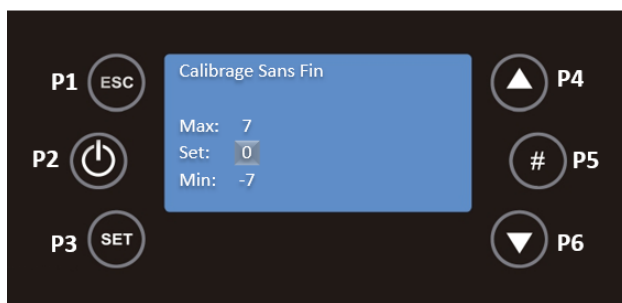 Calibrage Sans Fin
Max: 7
Set: 0
Min: -7
P1 ESC
P2
P3 SET
P4
# P5
P6